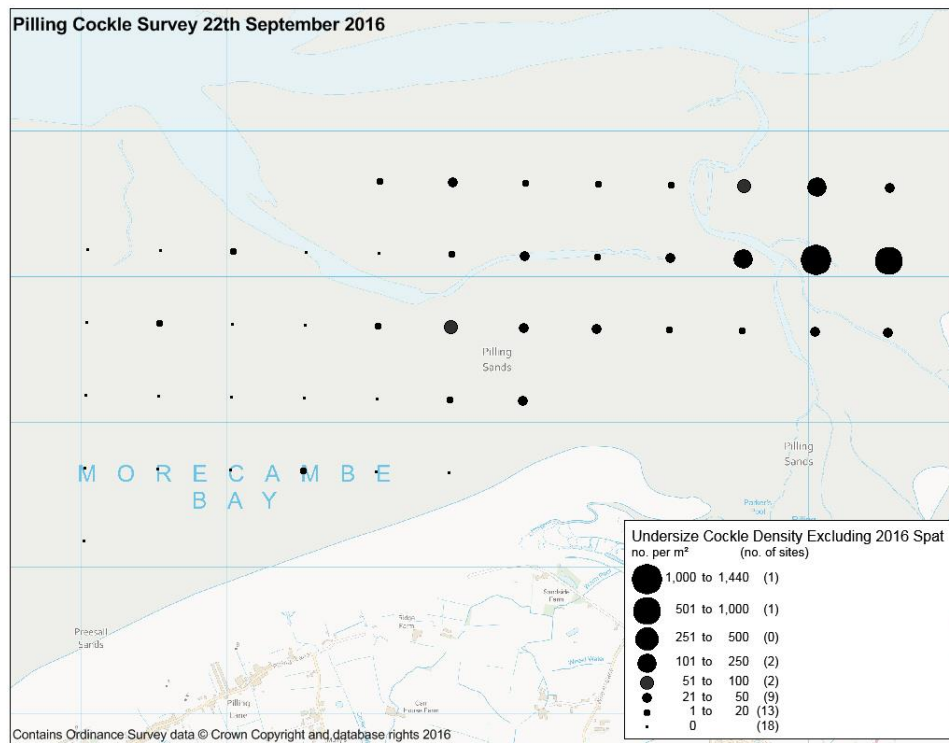 Pilling Cockle Survey 22th September 2016
Pilling
Sands
Pilling
Sands
MORECAMBE
BAY
Preesall
Sands
Pilling
Lane
Undersize Cockle Density Excluding 2016 Spat
no. per m² (no. of sites)
1,000 to 1,440 (1)
501 to 1,000 (1)
251 to 500 (0)
101 to 250 (2)
51 to 100 (2)
21 to 50 (9)
1 to 20 (13)
0 (18)
Contains Ordinance Survey data © Crown Copyright and database rights 2016